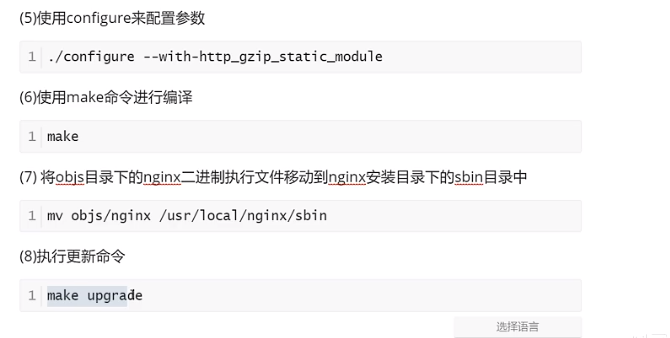 (5)使用configure来配置参数
1 ./configure --with-http_gzip_static_module
(6)使用make命令进行编译
1 make
(7) 将objs目录下的nginx二进制执行文件移动到nginx安装目录下的sbin目录中
1 mv objs/nginx /usr/local/nginx/sbin
(8)执行更新命令
1 make upgrade
选择语言